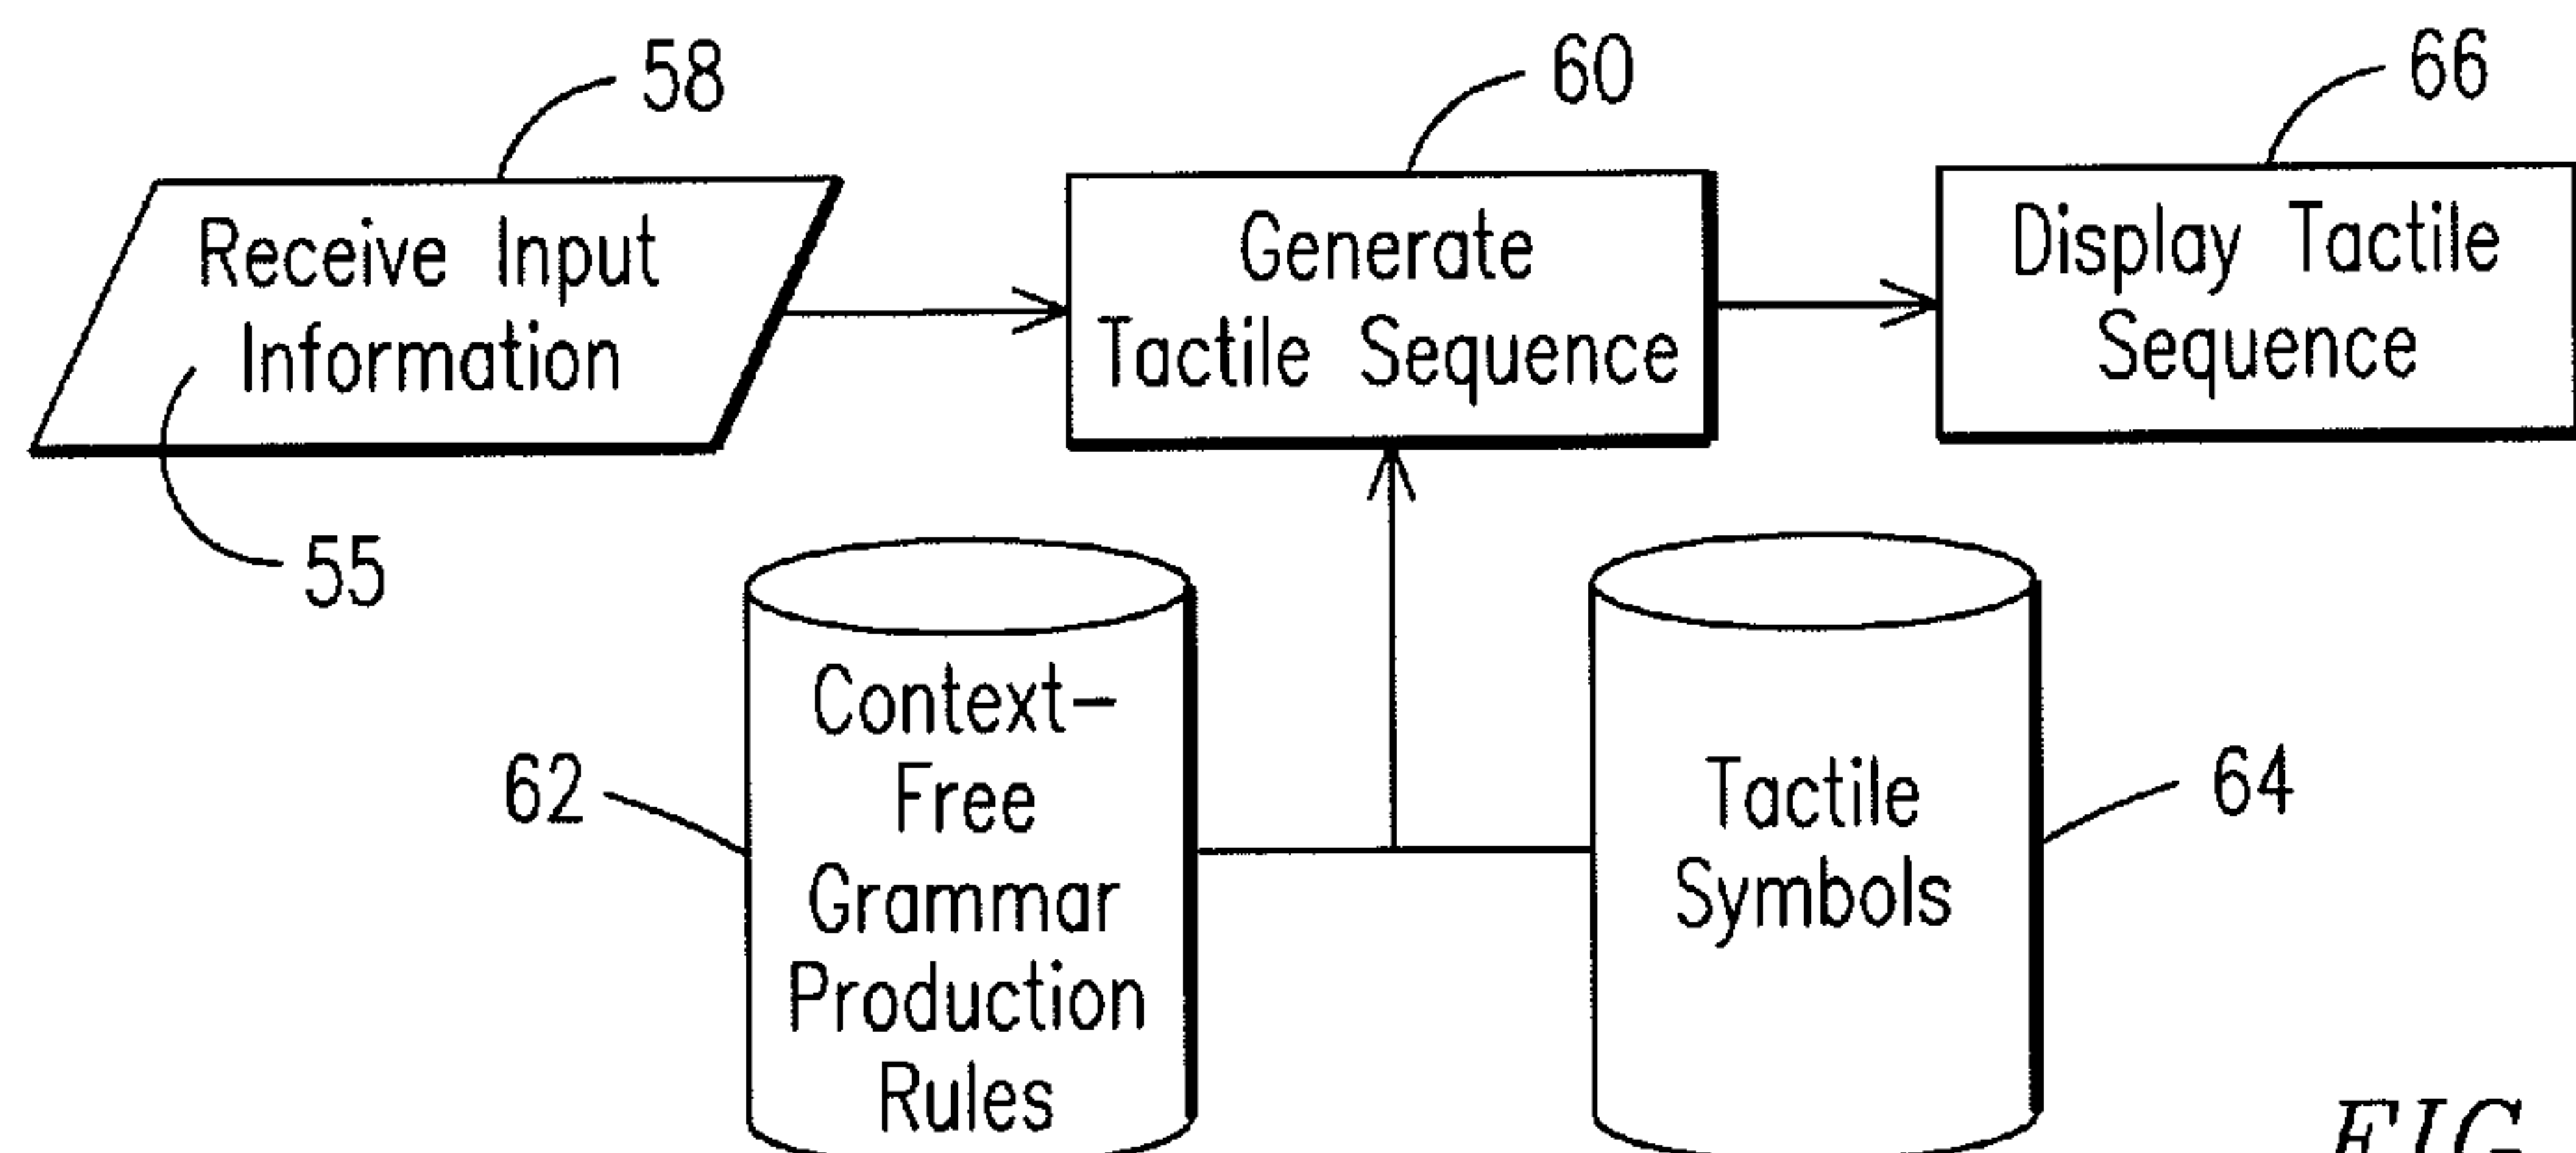 58
60
66
Receive Input
Information
Generate
Tactile Sequence
Display Tactile
Sequence
55
62
Context-
Free
Grammar
Production
Rules
Tactile
Symbols
64
FIG